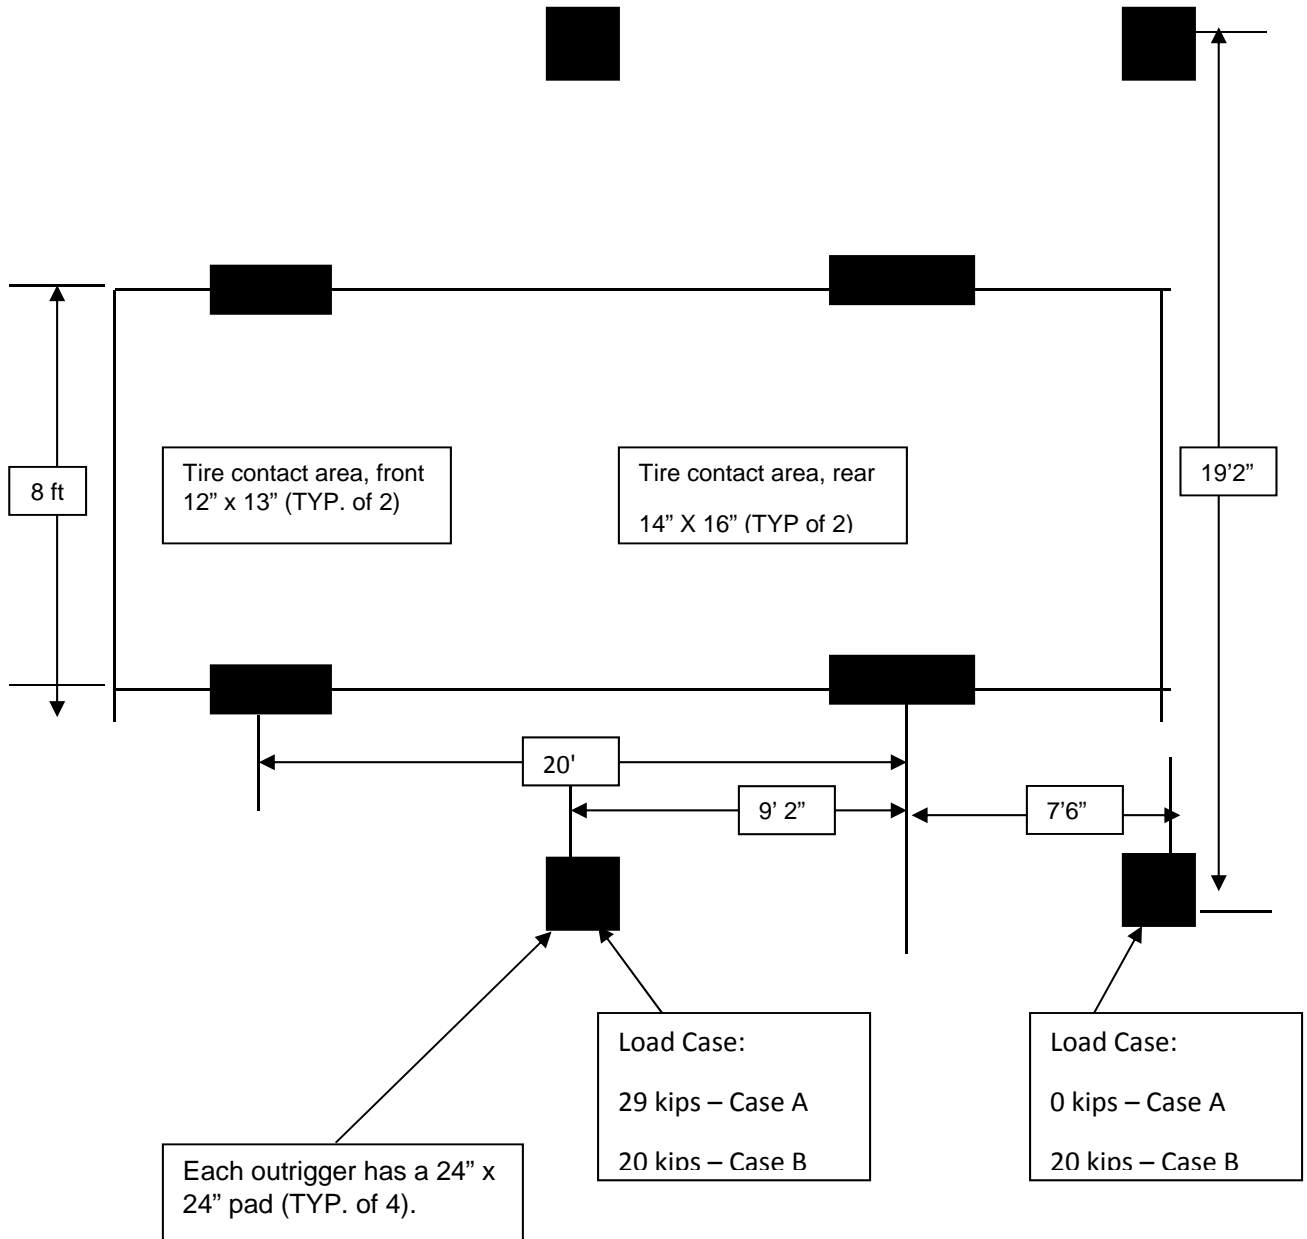 8 ft
Tire contact area, front
12” x 13” (TYP. of 2)
Tire contact area, rear
14” X 16” (TYP of 2)
19’2”
20'
9’ 2”
7’6”
Load Case:
29 kips – Case A
20 kips – Case B
Load Case:
0 kips – Case A
20 kips – Case B
Each outrigger has a 24” x
24” pad (TYP. of 4).